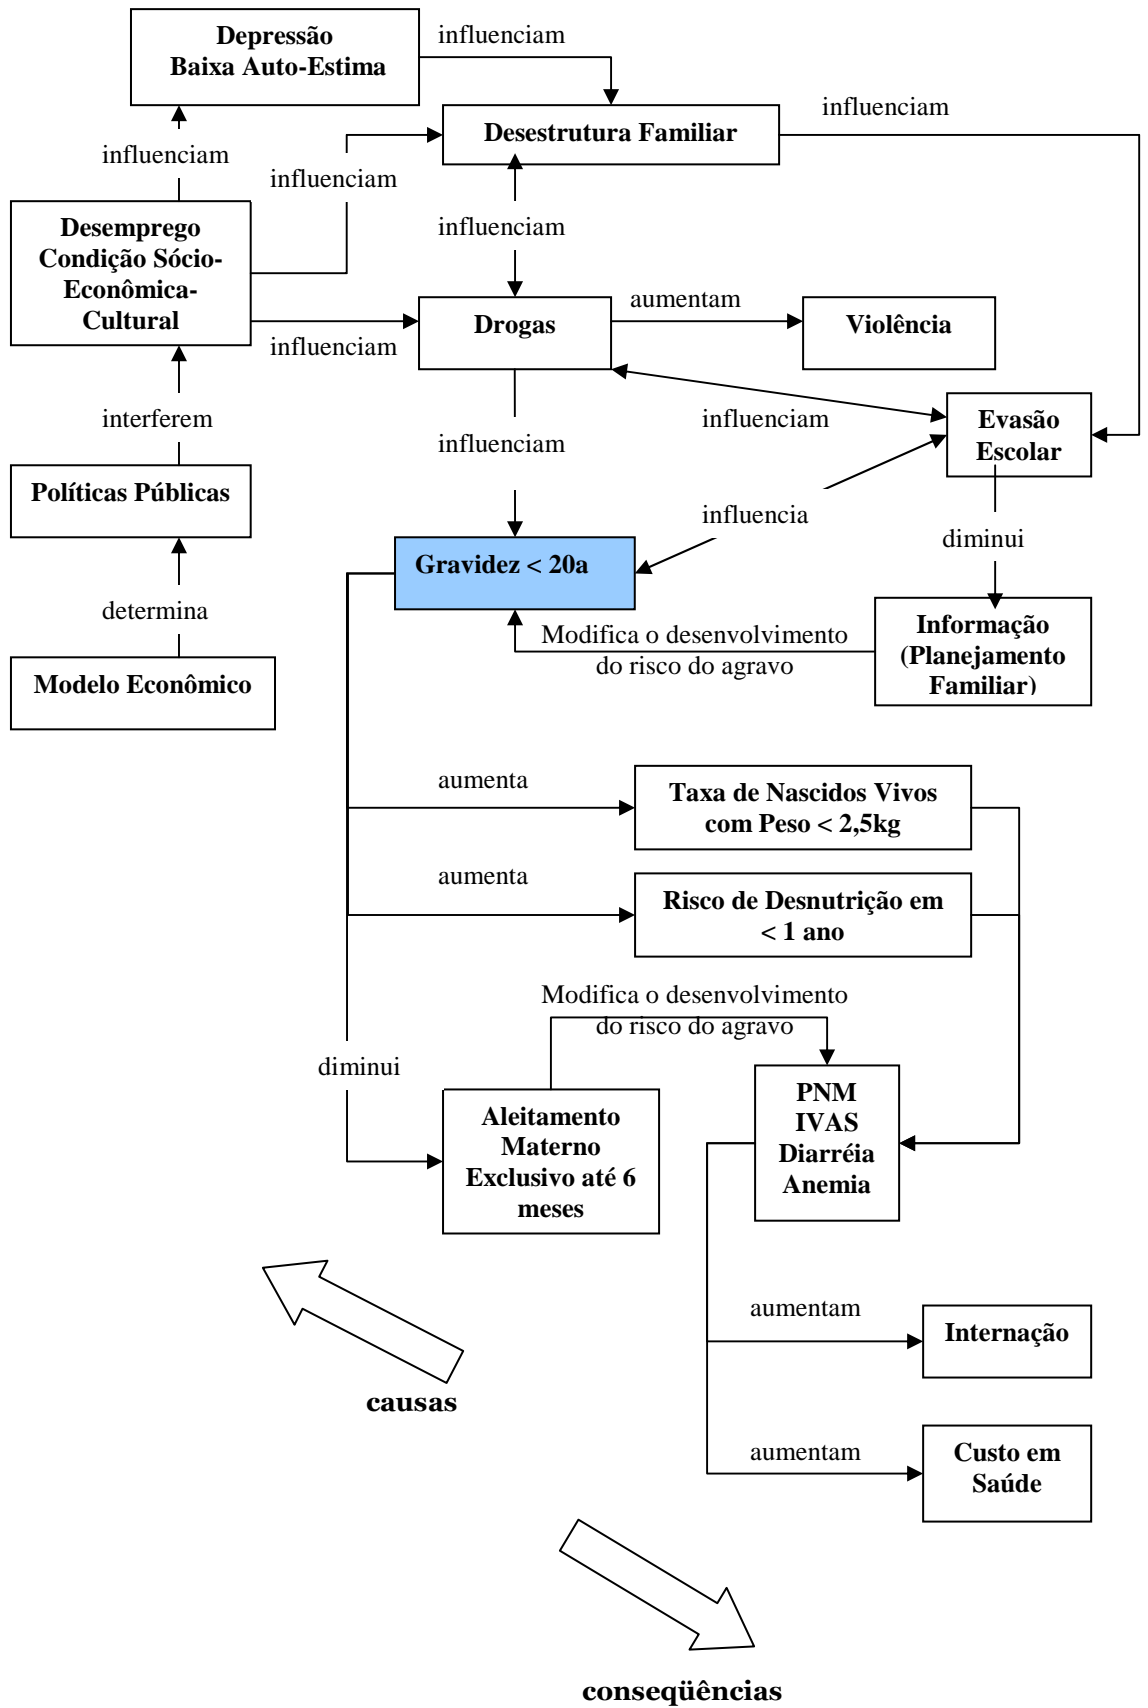 Depressão
Baixa Auto-Estima
influenciam
Desestrutura Familiar
influenciam
influenciam
influenciam
Desemprego
Condição Sócio-
Econômica-
Cultural
influenciam
influenciam
Drogas
aumentam
Violência
interferem
influenciam
influenciam
Evasão
Escolar
Políticas Públicas
influencia
diminui
Gravidez < 20a
determina
Modifica o desenvolvimento
do risco do agravo
Informação
(Planejamento
Familiar)
Modelo Econômico
aumenta
Taxa de Nascidos Vivos
com Peso < 2,5kg
aumenta
Risco de Desnutrição em
< 1 ano
Modifica o desenvolvimento
do risco do agravo
diminui
Aleitamento
Materno
Exclusivo até 6
meses
PNM
IVAS
Diarréia
Anemia
aumentam
Internação
causas
aumentam
Custo em
Saúde
conseqüências